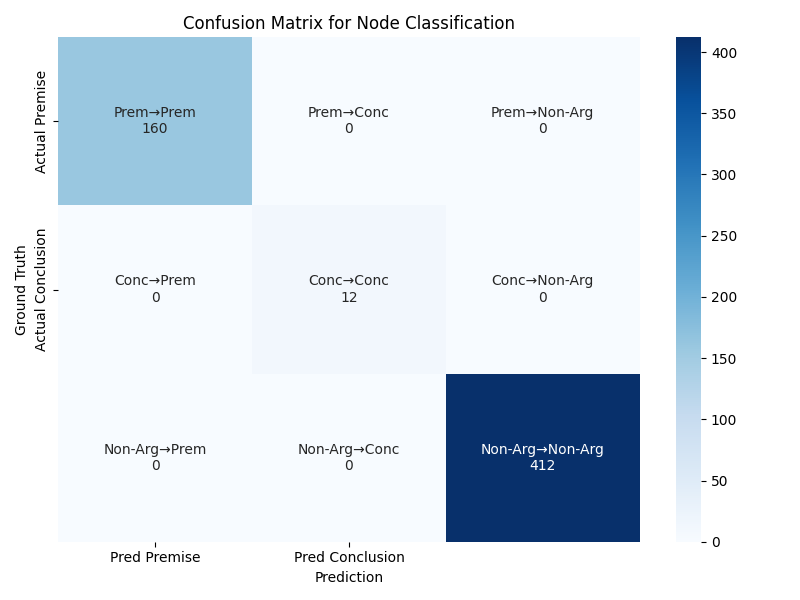 Confusion Matrix for Node Classification
Actual Premise
Prem→Prem
160
Prem→Conc
0
Prem→Non-Arg
0
Ground Truth
Actual Conclusion
Conc→Prem
0
Conc→Conc
12
Conc→Non-Arg
0
Non-Arg→Prem
0
Non-Arg→Conc
0
Non-Arg→Non-Arg
412
Pred Premise
Pred Conclusion
Prediction
400
350
300
250
200
150
100
50
0